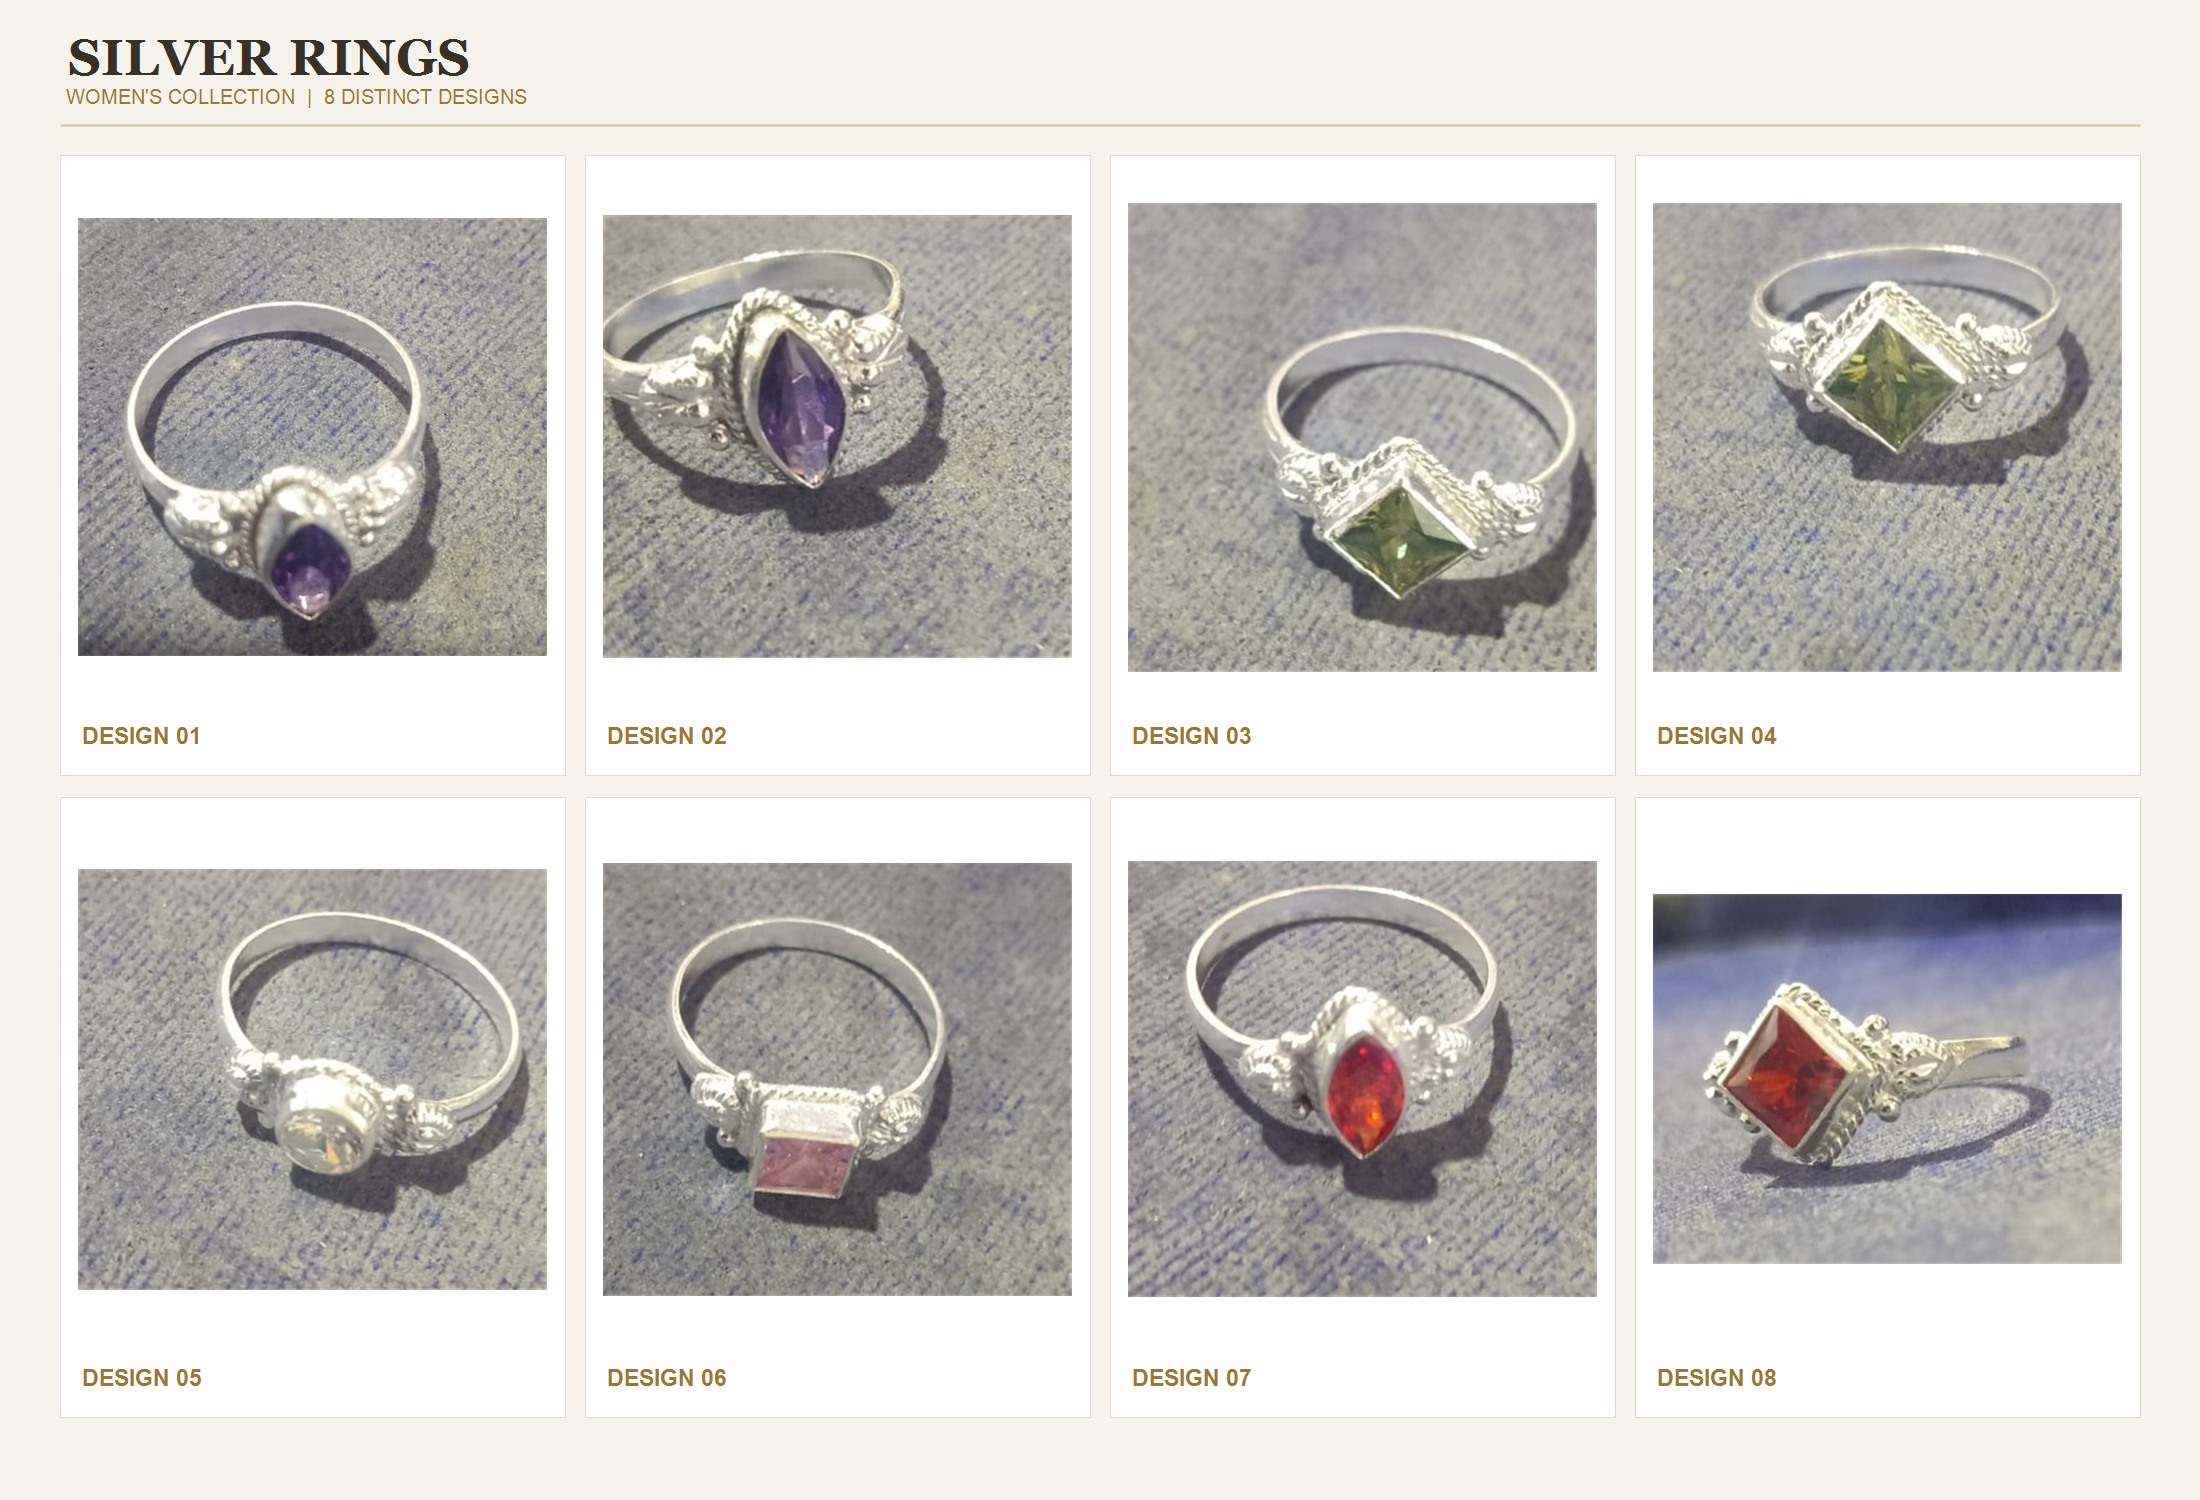 SILVER RINGS
WOMEN'S COLLECTION | 8 DISTINCT DESIGNS
DESIGN 01
DESIGN 02
DESIGN 03
DESIGN 04
DESIGN 05
DESIGN 06
DESIGN 07
DESIGN 08